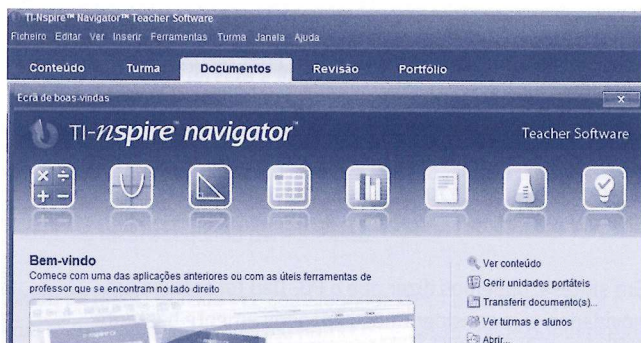 TI-Nspire™ Navigator™ Teacher Software
Ficheiro Editar Ver Inserir Ferramentas Turma Janela Ajuda
Conteúdo Turma Documentos Revisão Portfólio
Ecrã de boas-vindas
TI-nspire™ navigator™ Teacher Software
Bem-vindo
Comece com uma das aplicações anteriores ou com as úteis ferramentas de
professor que se encontram no lado direito
Ver conteúdo
Gerir unidades portáteis
Transferir documento(s)...
Ver turmas e alunos
Abrir...